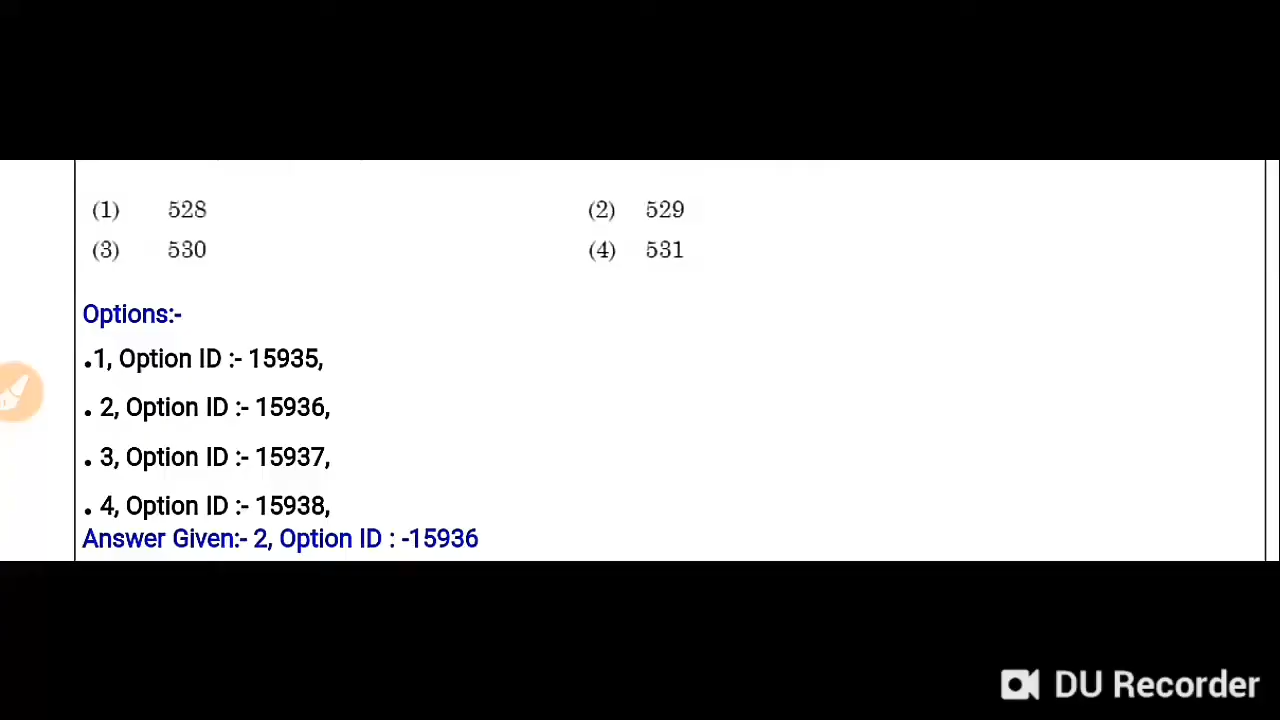 (1) 528 (2) 529
(3) 530 (4) 531
Options:-
.1, Option ID :- 15935,
. 2, Option ID :- 15936,
. 3, Option ID :- 15937,
. 4, Option ID :- 15938,
Answer Given:- 2, Option ID : -15936
DU Recorder